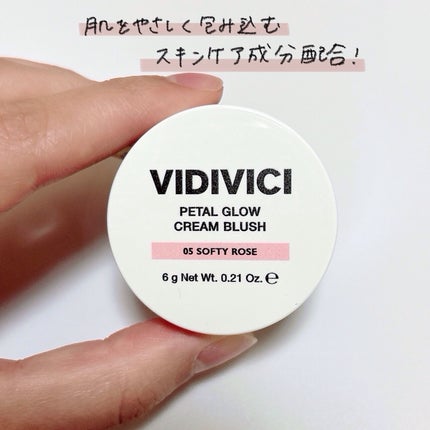 肌をやさしく包み込む
スキンケア成分配合!
VIDIVICI
PETAL GLOW
CREAM BLUSH
05 SOFTY ROSE
6 g Net Wt. 0.21 Oz. ℮